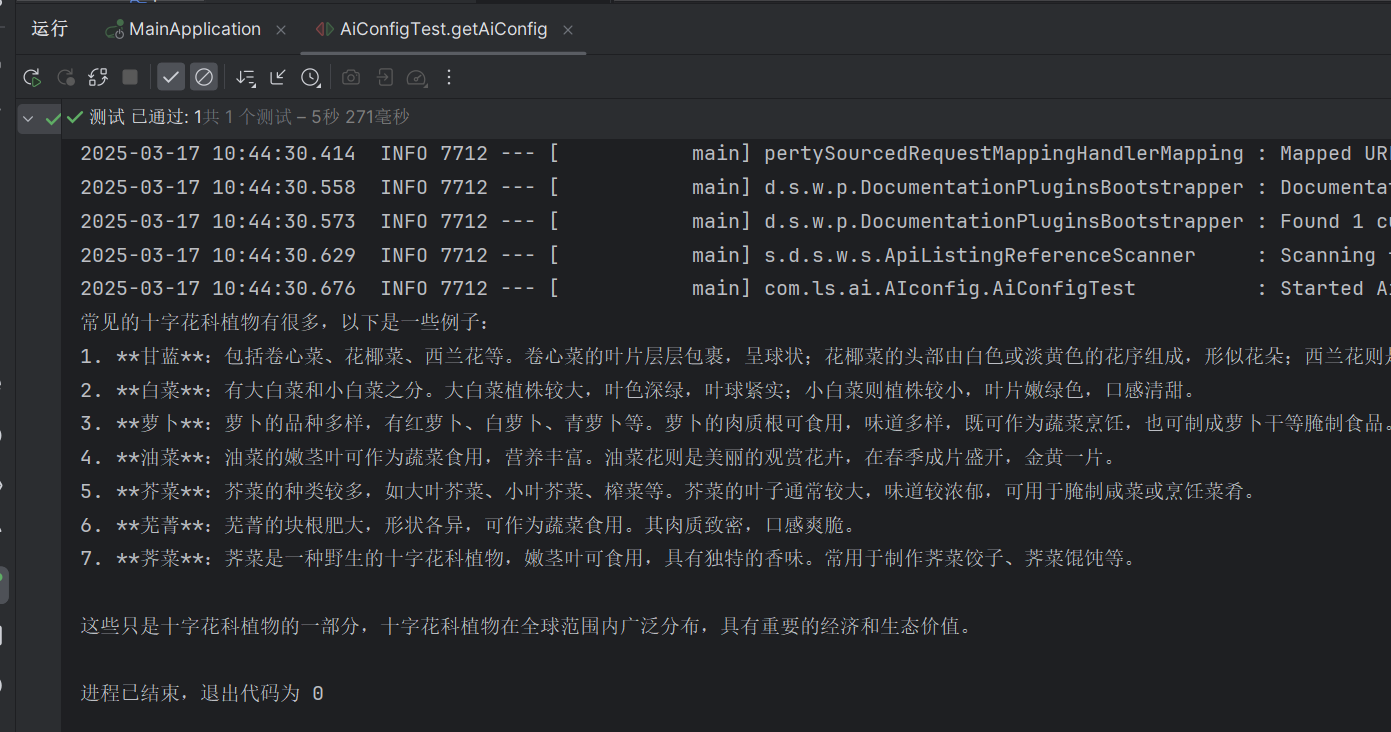 运行 MainApplication × AiConfigTest.getAiConfig ×
测试 已通过: 1共 1 个测试 – 5秒 271毫秒
2025-03-17 10:44:30.414  INFO 7712 --- [           main] pertySourcedRequestMappingHandlerMapping : Mapped
2025-03-17 10:44:30.558  INFO 7712 --- [           main] d.s.w.p.DocumentationPluginsBootstrapper :
2025-03-17 10:44:30.573  INFO 7712 --- [           main] d.s.w.p.DocumentationPluginsBootstrapper : Found 1
2025-03-17 10:44:30.629  INFO 7712 --- [           main] s.d.s.w.s.ApiListingReferenceScanner     : Scanning
2025-03-17 10:44:30.676  INFO 7712 --- [           main] com.ls.ai.AIconfig.AiConfigTest          : Started
常见的十字花科植物有很多，以下是一些例子：
1. **甘蓝**：包括卷心菜、花椰菜、西兰花等。卷心菜的叶片层层包裹，呈球状；花椰菜的头部由白色或淡黄色的花序组成，形似花朵；西兰花则是
2. **白菜**：有大白菜和小白菜之分。大白菜植株较大，叶色深绿，叶球紧实；小白菜则植株较小，叶片嫩绿色，口感清甜。
3. **萝卜**：萝卜的品种多样，有红萝卜、白萝卜、青萝卜等。萝卜的肉质根可食用，味道多样，既可作为蔬菜烹饪，也可制成萝卜干等腌制食品。
4. **油菜**：油菜的嫩茎叶可作为蔬菜食用，营养丰富。油菜花则是美丽的观赏花卉，在春季成片盛开，金黄一片。
5. **芥菜**：芥菜的种类较多，如大叶芥菜、小叶芥菜、榨菜等。芥菜的叶子通常较大，味道较浓郁，可用于腌制咸菜或烹饪菜肴。
6. **芜菁**：芜菁的块根肥大，形状各异，可作为蔬菜食用。其肉质致密，口感爽脆。
7. **荠菜**：荠菜是一种野生的十字花科植物，嫩茎叶可食用，具有独特的香味。常用于制作荠菜饺子、荠菜馄饨等。
这些只是十字花科植物的一部分，十字花科植物在全球范围内广泛分布，具有重要的经济和生态价值。
进程已结束，退出代码为 0